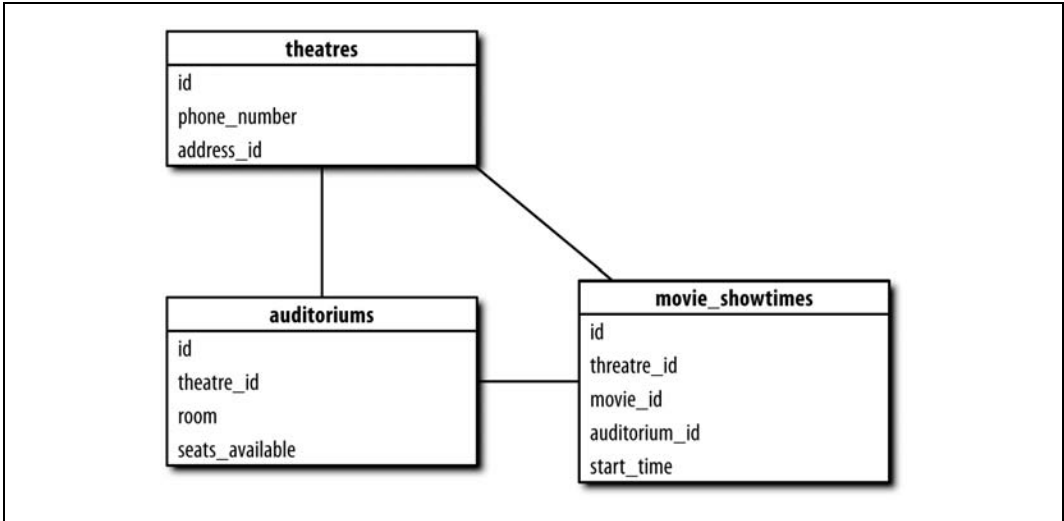 theatres
id
phone_number
address_id
auditoriums
id
theatre_id
room
seats_available
movie_showtimes
id
threatre_id
movie_id
auditorium_id
start_time